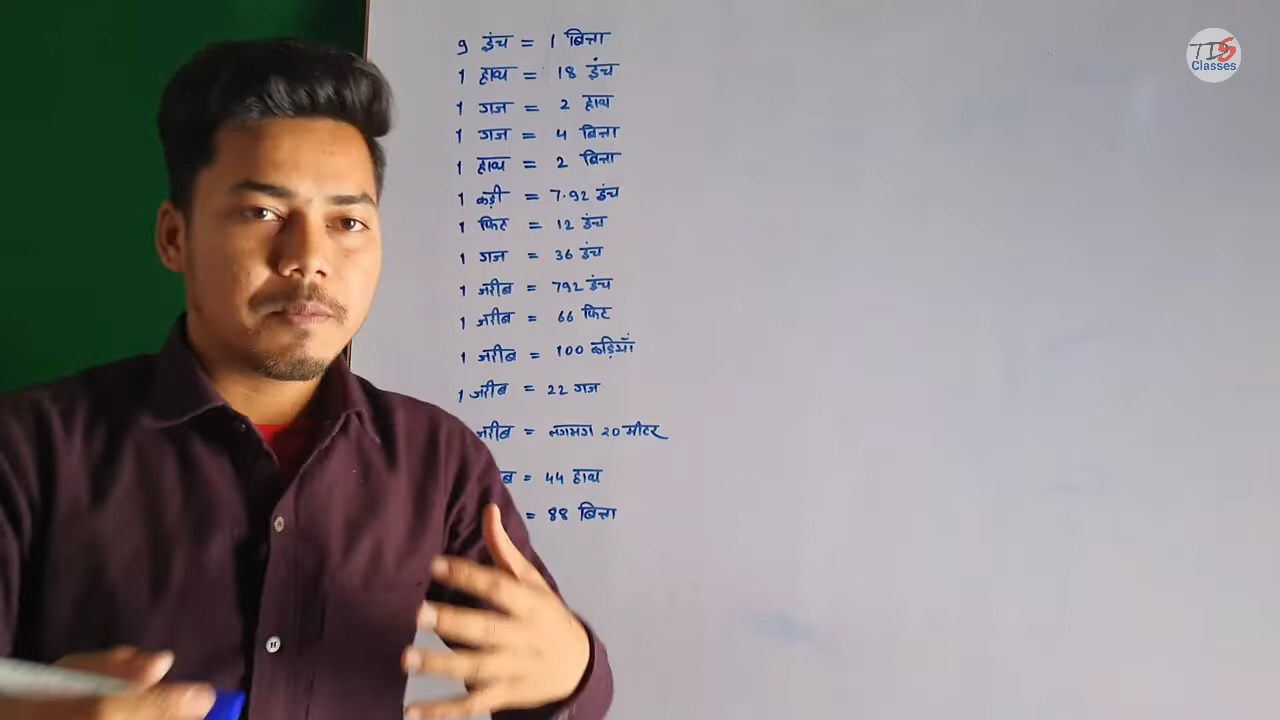 9 इंच = 1 बित्ता
1 हाथ = 18 इंच
1 गज = 2 हाथ
1 गज = 4 बित्ता
1 हाथ = 2 बित्ता
1 कड़ी = 7.92 इंच
1 फिट = 12 इंच
1 गज = 36 इंच
1 जरीब = 792 इंच
1 जरीब = 66 फिट
1 जरीब = 100 कड़ियाँ
1 जरीब = 22 गज
जरीब = लगभग 20 मीटर
ब = 44 हाथ
= 88 बित्ता
TIS
Classes